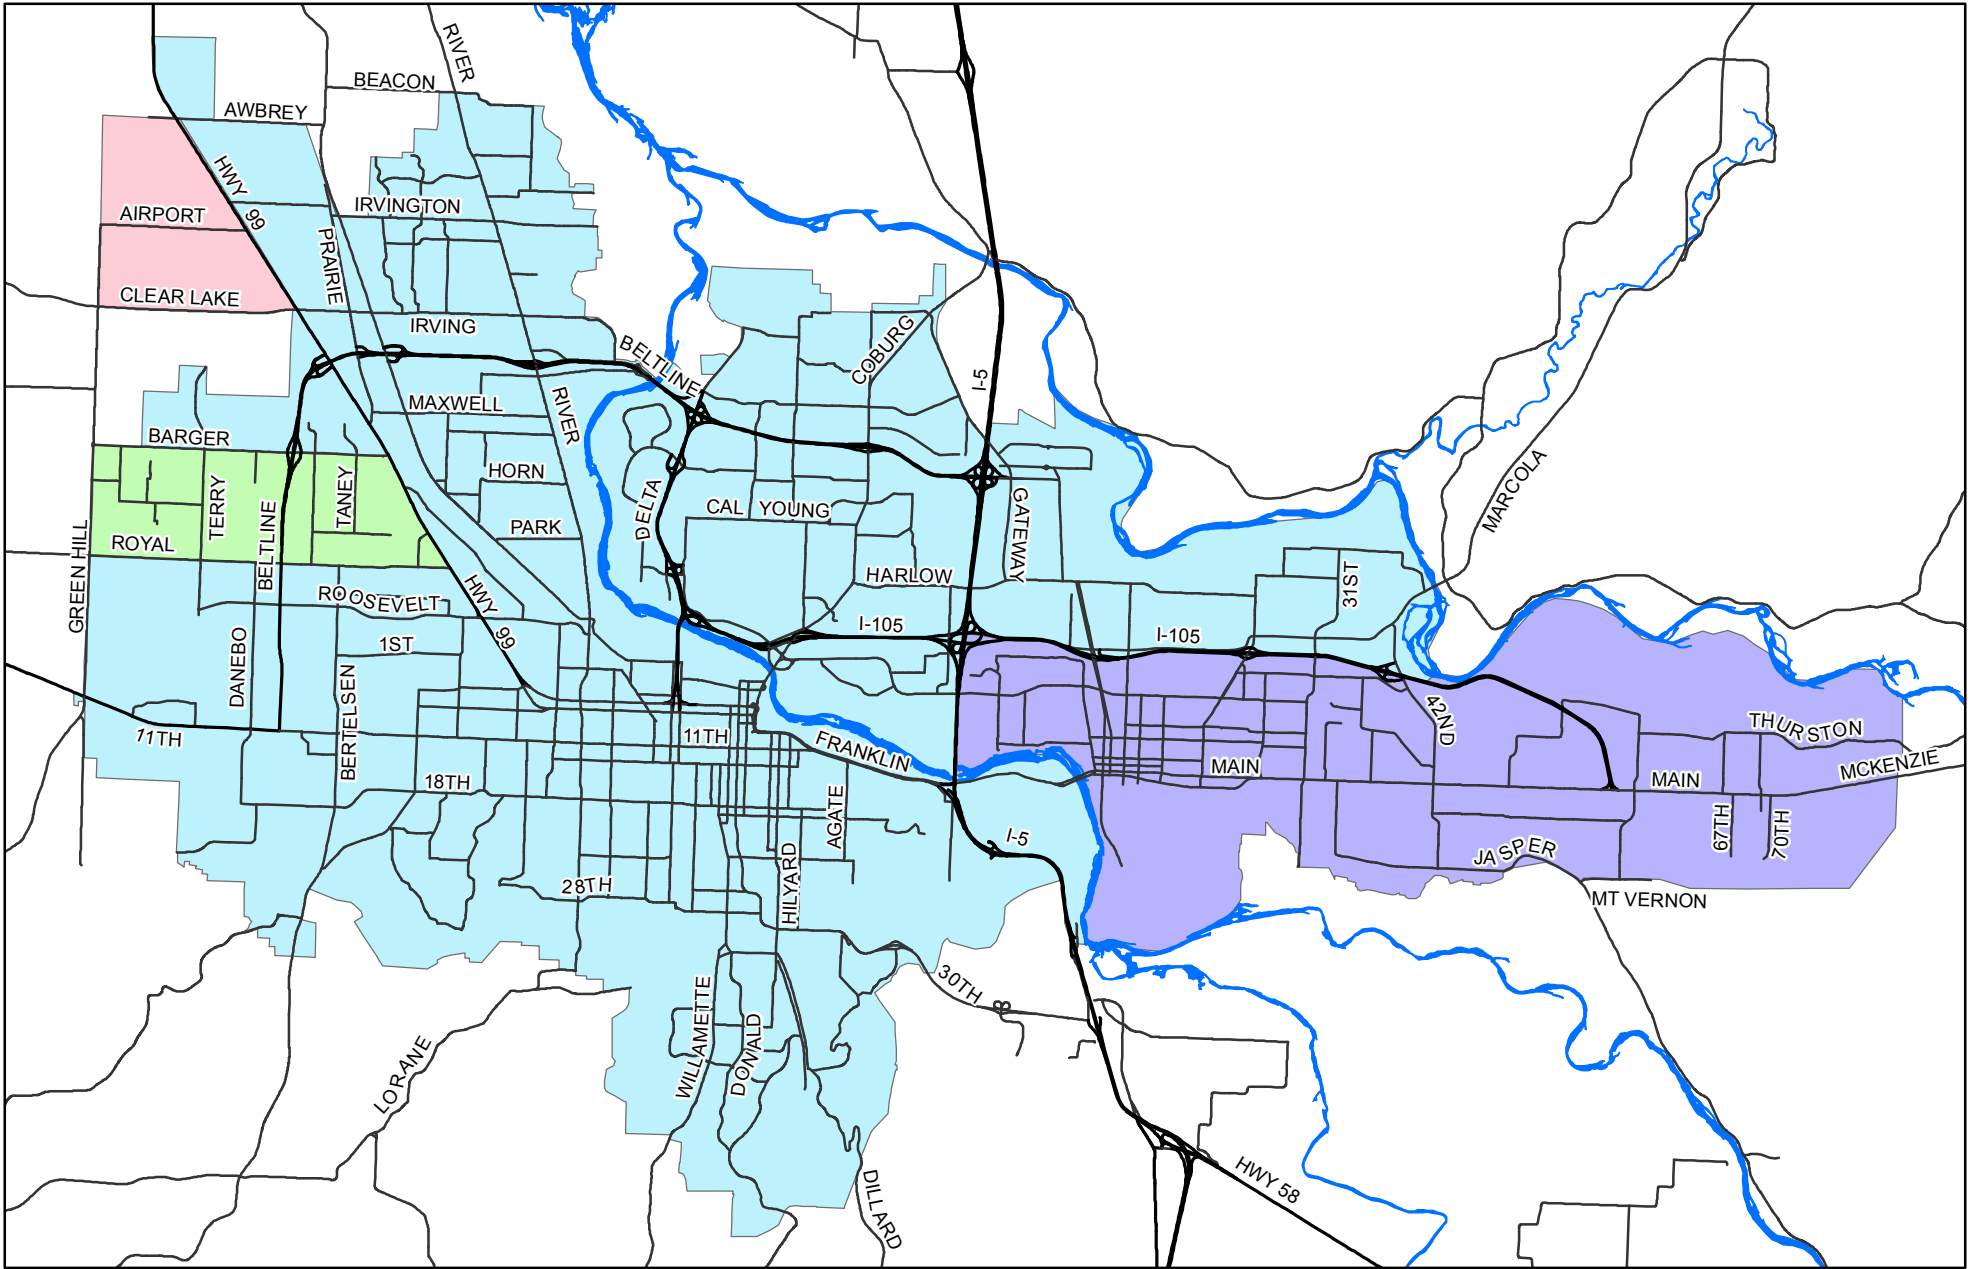 RIVER
BEACON
AWBREY
HWY 99
IRVINGTON
AIRPORT
PRAIRIE
CLEAR LAKE
IRVING
BELTLINE
COBURG
I-5
MAXWELL
RIVER
BARGER
HORN
TERRY
TANEY
BELTLINE
DELTA
CAL YOUNG
GATEWAY
MARCOLA
PARK
ROYAL
GREEN HILL
HARLOW
31ST
ROOSEVELT
HWY 99
I-105
I-105
1ST
DANEBO
BERTELSEN
42ND
11TH
11TH
FRANKLIN
THURSTON
MAIN
MAIN
MCKENZIE
18TH
AGATE
I-5
67TH
70TH
JASPER
28TH
HILYARD
MT VERNON
30TH
WILLAMETTE
DONALD
LORANE
DILLARD
HWY 58